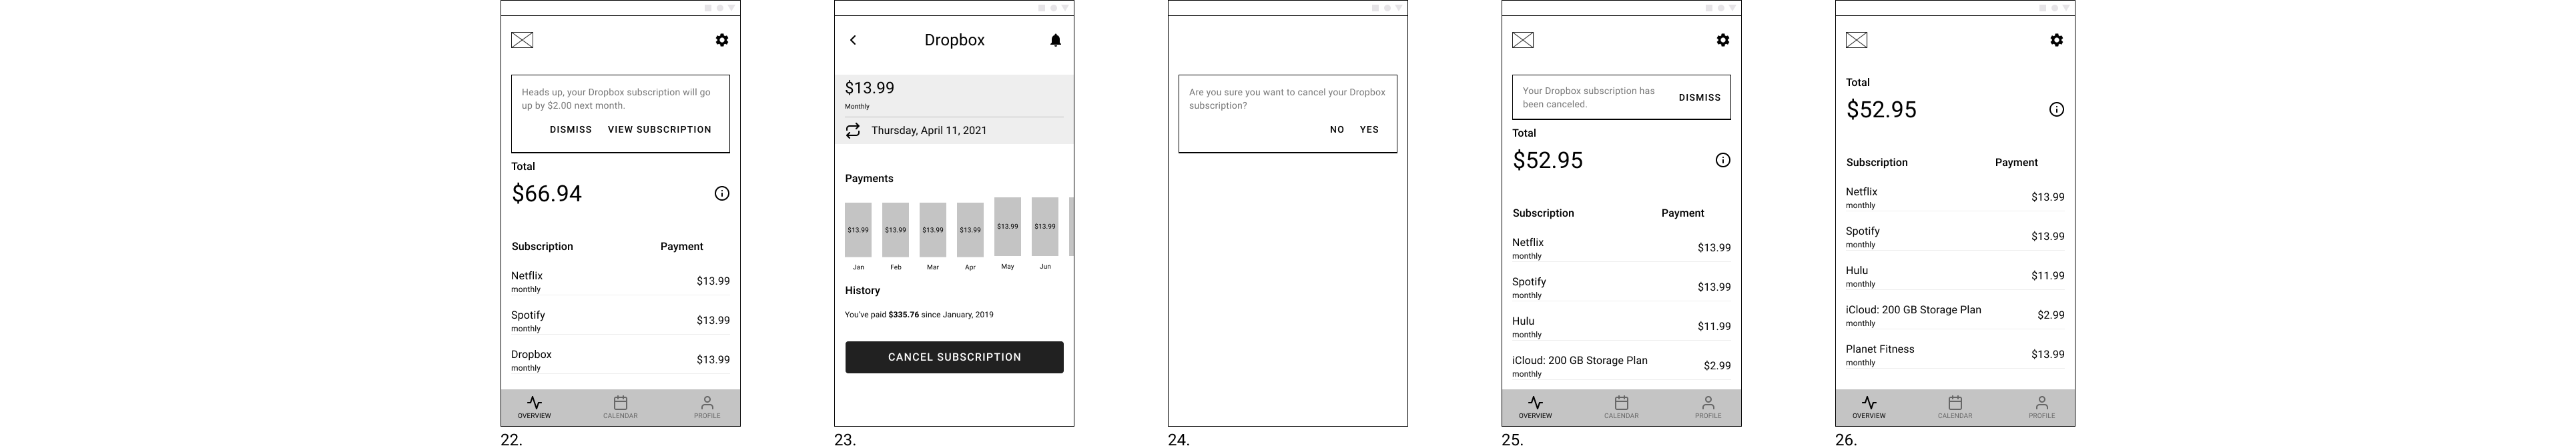 Heads up, your Dropbox subscription will go
up by $2.00 next month.
DISMISS VIEW SUBSCRIPTION
Total
$66.94
Subscription Payment
Netflix
monthly
$13.99
Spotify
monthly
$13.99
Dropbox
monthly
$13.99
OVERVIEW CALENDAR PROFILE
22.
Dropbox
$13.99
Monthly
Thursday, April 11, 2021
Payments
$13.99 $13.99 $13.99 $13.99 $13.99 $13.99
Jan Feb Mar Apr May Jun
History
You've paid $335.76 since January, 2019
CANCEL SUBSCRIPTION
23.
Are you sure you want to cancel your Dropbox
subscription?
NO YES
24.
Your Dropbox subscription has
been canceled.
DISMISS
Total
$52.95
Subscription Payment
Netflix
monthly
$13.99
Spotify
monthly
$13.99
Hulu
monthly
$11.99
iCloud: 200 GB Storage Plan
monthly
$2.99
OVERVIEW CALENDAR PROFILE
25.
Total
$52.95
Subscription Payment
Netflix
monthly
$13.99
Spotify
monthly
$13.99
Hulu
monthly
$11.99
iCloud: 200 GB Storage Plan
monthly
$2.99
Planet Fitness
monthly
$13.99
OVERVIEW CALENDAR PROFILE
26.